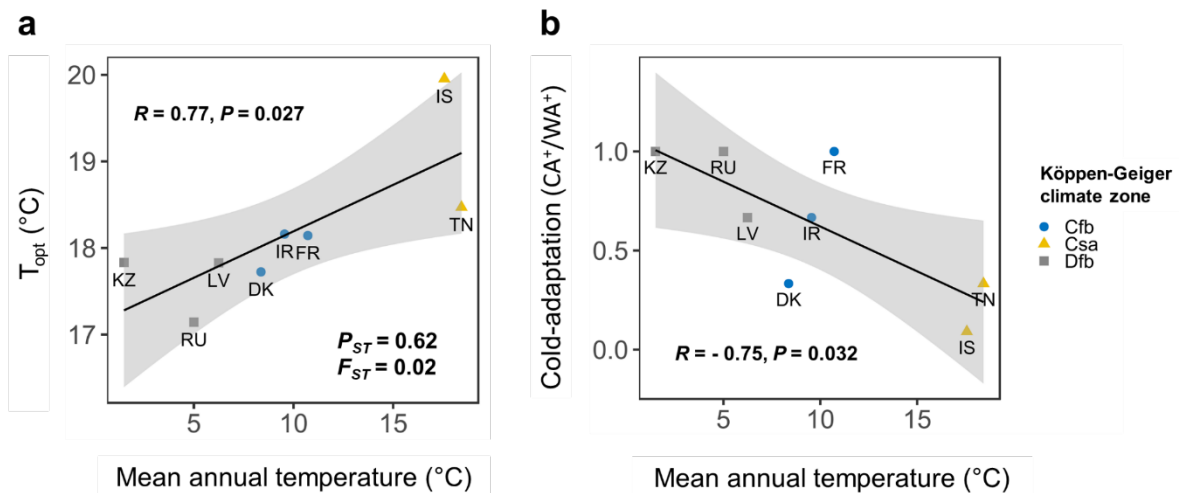 a
b
R = 0.77, P = 0.027
P_ST = 0.62
F_ST = 0.02
T_opt (°C)
20
19
18
17
IS
TN
IR
FR
DK
LV
KZ
RU
5
10
15
Mean annual temperature (°C)
Cold-adaptation (CA⁺/WA⁺)
1.0
0.5
0.0
KZ
RU
FR
LV
IR
DK
TN
IS
R = - 0.75, P = 0.032
5
10
15
Mean annual temperature (°C)
Köppen-Geiger
climate zone
Cfb
Csa
Dfb